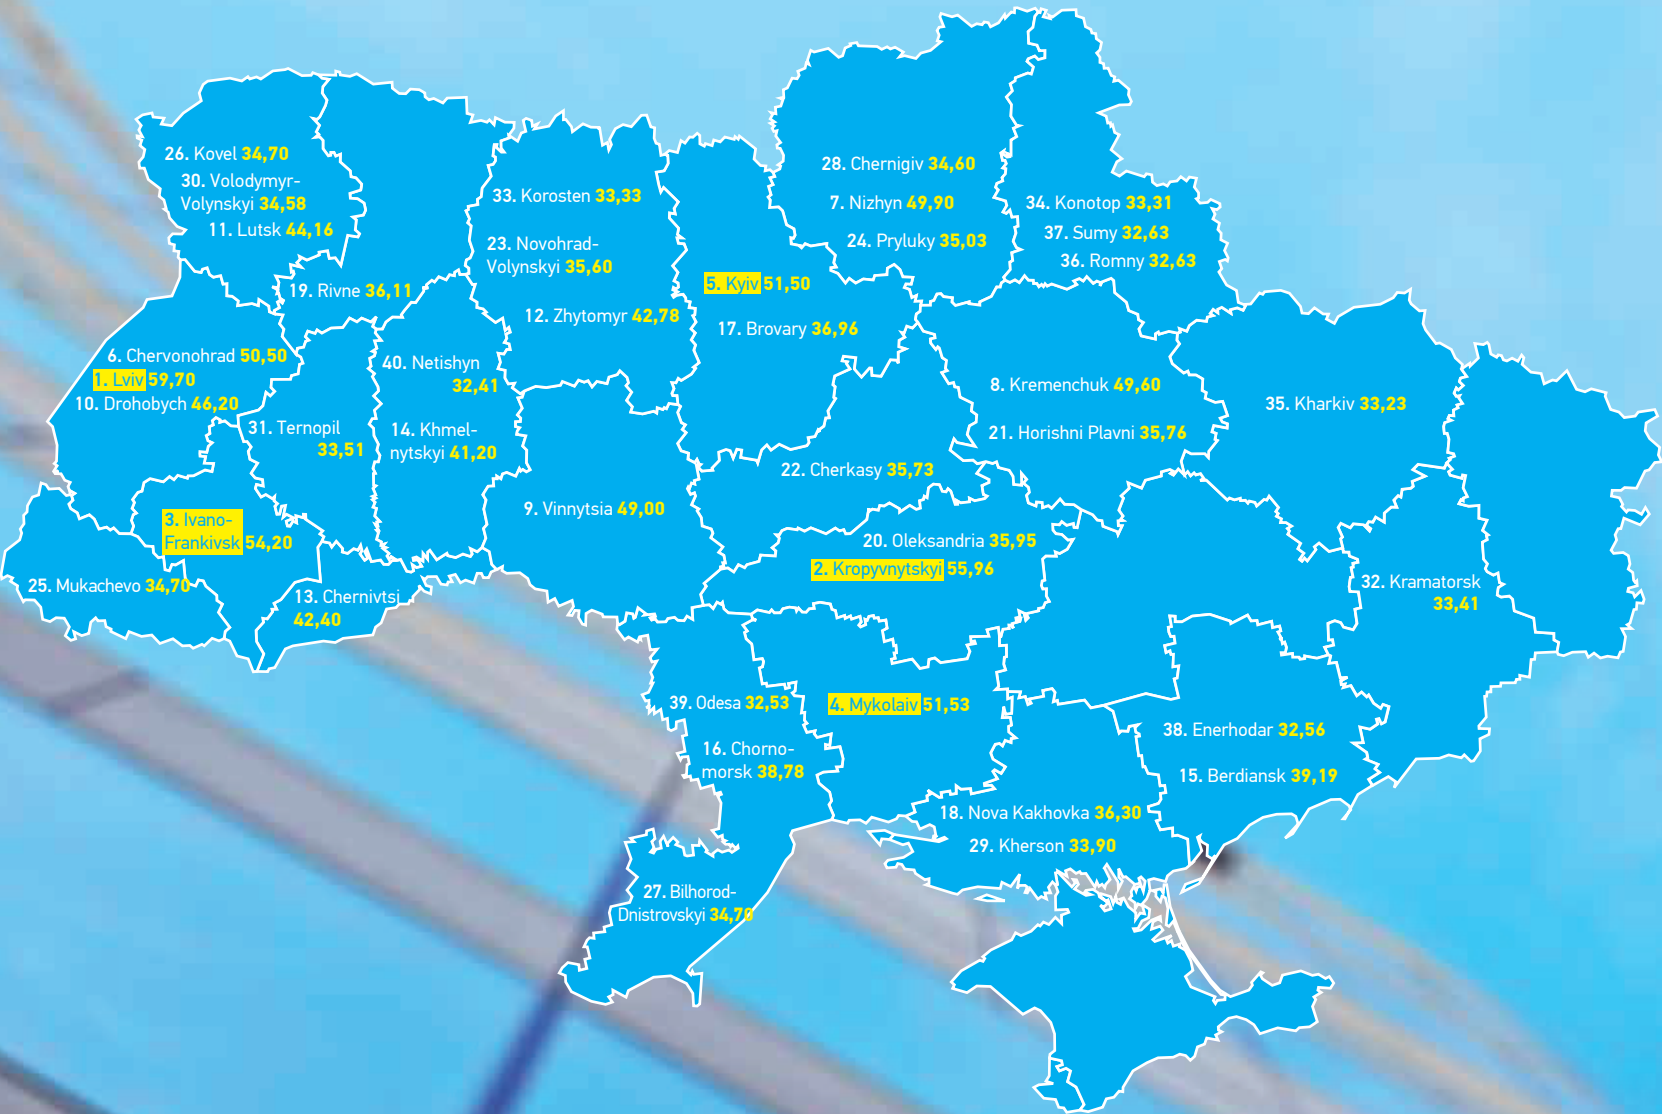 26. Kovel 34,70
30. Volodymyr-
Volynskyi 34,58
11. Lutsk 44,16
19. Rivne 36,11
33. Korosten 33,33
23. Novohrad-
Volynskyi 35,60
12. Zhytomyr 42,78
5. Kyiv 51,50
17. Brovary 36,96
28. Chernigiv 34,60
7. Nizhyn 49,90
24. Pryluky 35,03
34. Konotop 33,31
37. Sumy 32,63
36. Romny 32,63
6. Chervonohrad 50,50
1. Lviv 59,70
10. Drohobych 46,20
31. Ternopil
33,51
40. Netishyn
32,41
14. Khmel-
nytskyi 41,20
8. Kremenchuk 49,60
21. Horishni Plavni 35,76
35. Kharkiv 33,23
22. Cherkasy 35,73
9. Vinnytsia 49,00
3. Ivano-
Frankivsk 54,20
25. Mukachevo 34,70
13. Chernivtsi
42,40
20. Oleksandria 35,95
2. Kropyvnytskyi 55,96
32. Kramatorsk
33,41
39. Odesa 32,53
16. Chorno-
morsk 38,78
4. Mykolaiv 51,53
38. Enerhodar 32,56
15. Berdiansk 39,19
18. Nova Kakhovka 36,30
29. Kherson 33,90
27. Bilhorod-
Dnistrovskyi 34,70